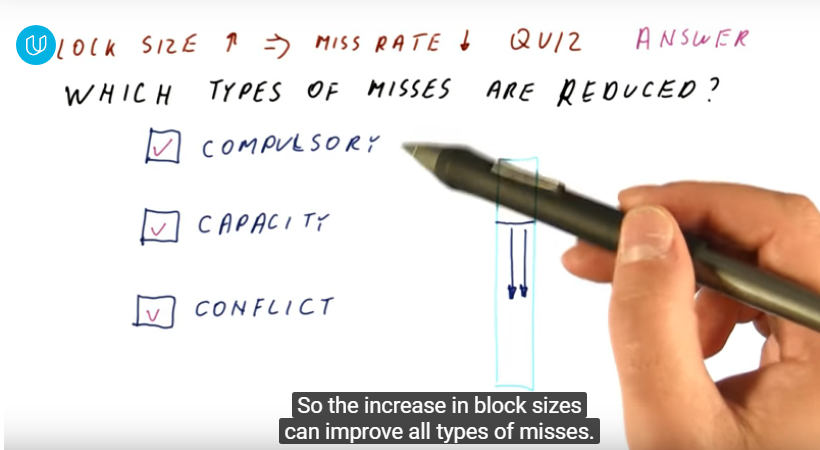 LOCK SIZE ↑ ⇒ MISS RATE ↓ QUIZ ANSWER
WHICH TYPES OF MISSES ARE REDUCED?
COMPULSORY
CAPACITY
CONFLICT
So the increase in block sizes
can improve all types of misses.